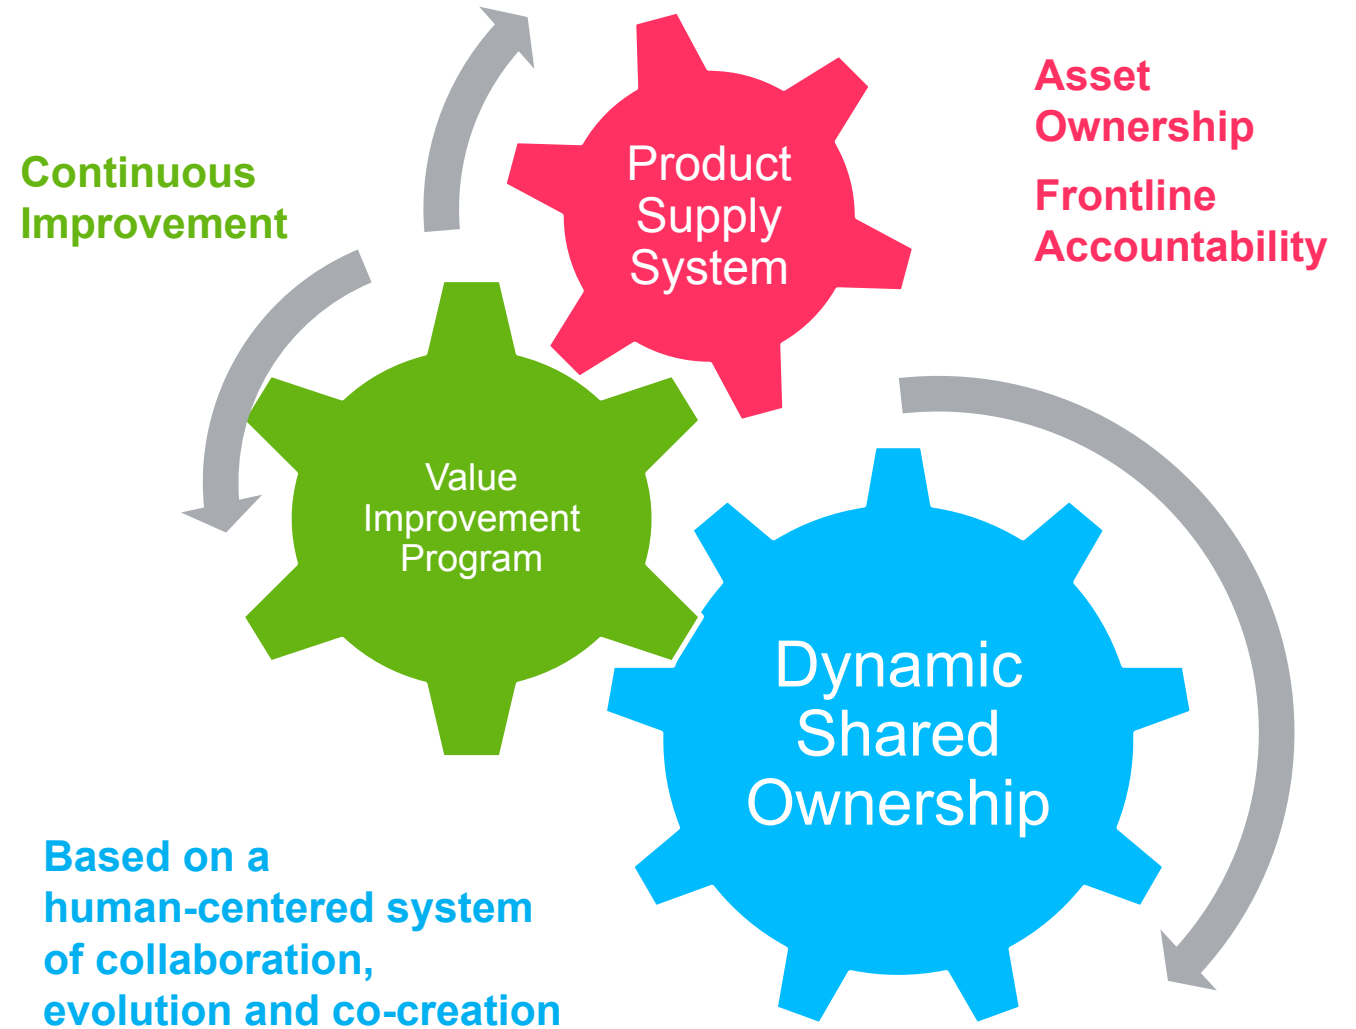 Asset
Ownership
Frontline
Accountability
Continuous
Improvement
Product
Supply
System
Value
Improvement
Program
Dynamic
Shared
Ownership
Based on a
human-centered system
of collaboration,
evolution and co-creation